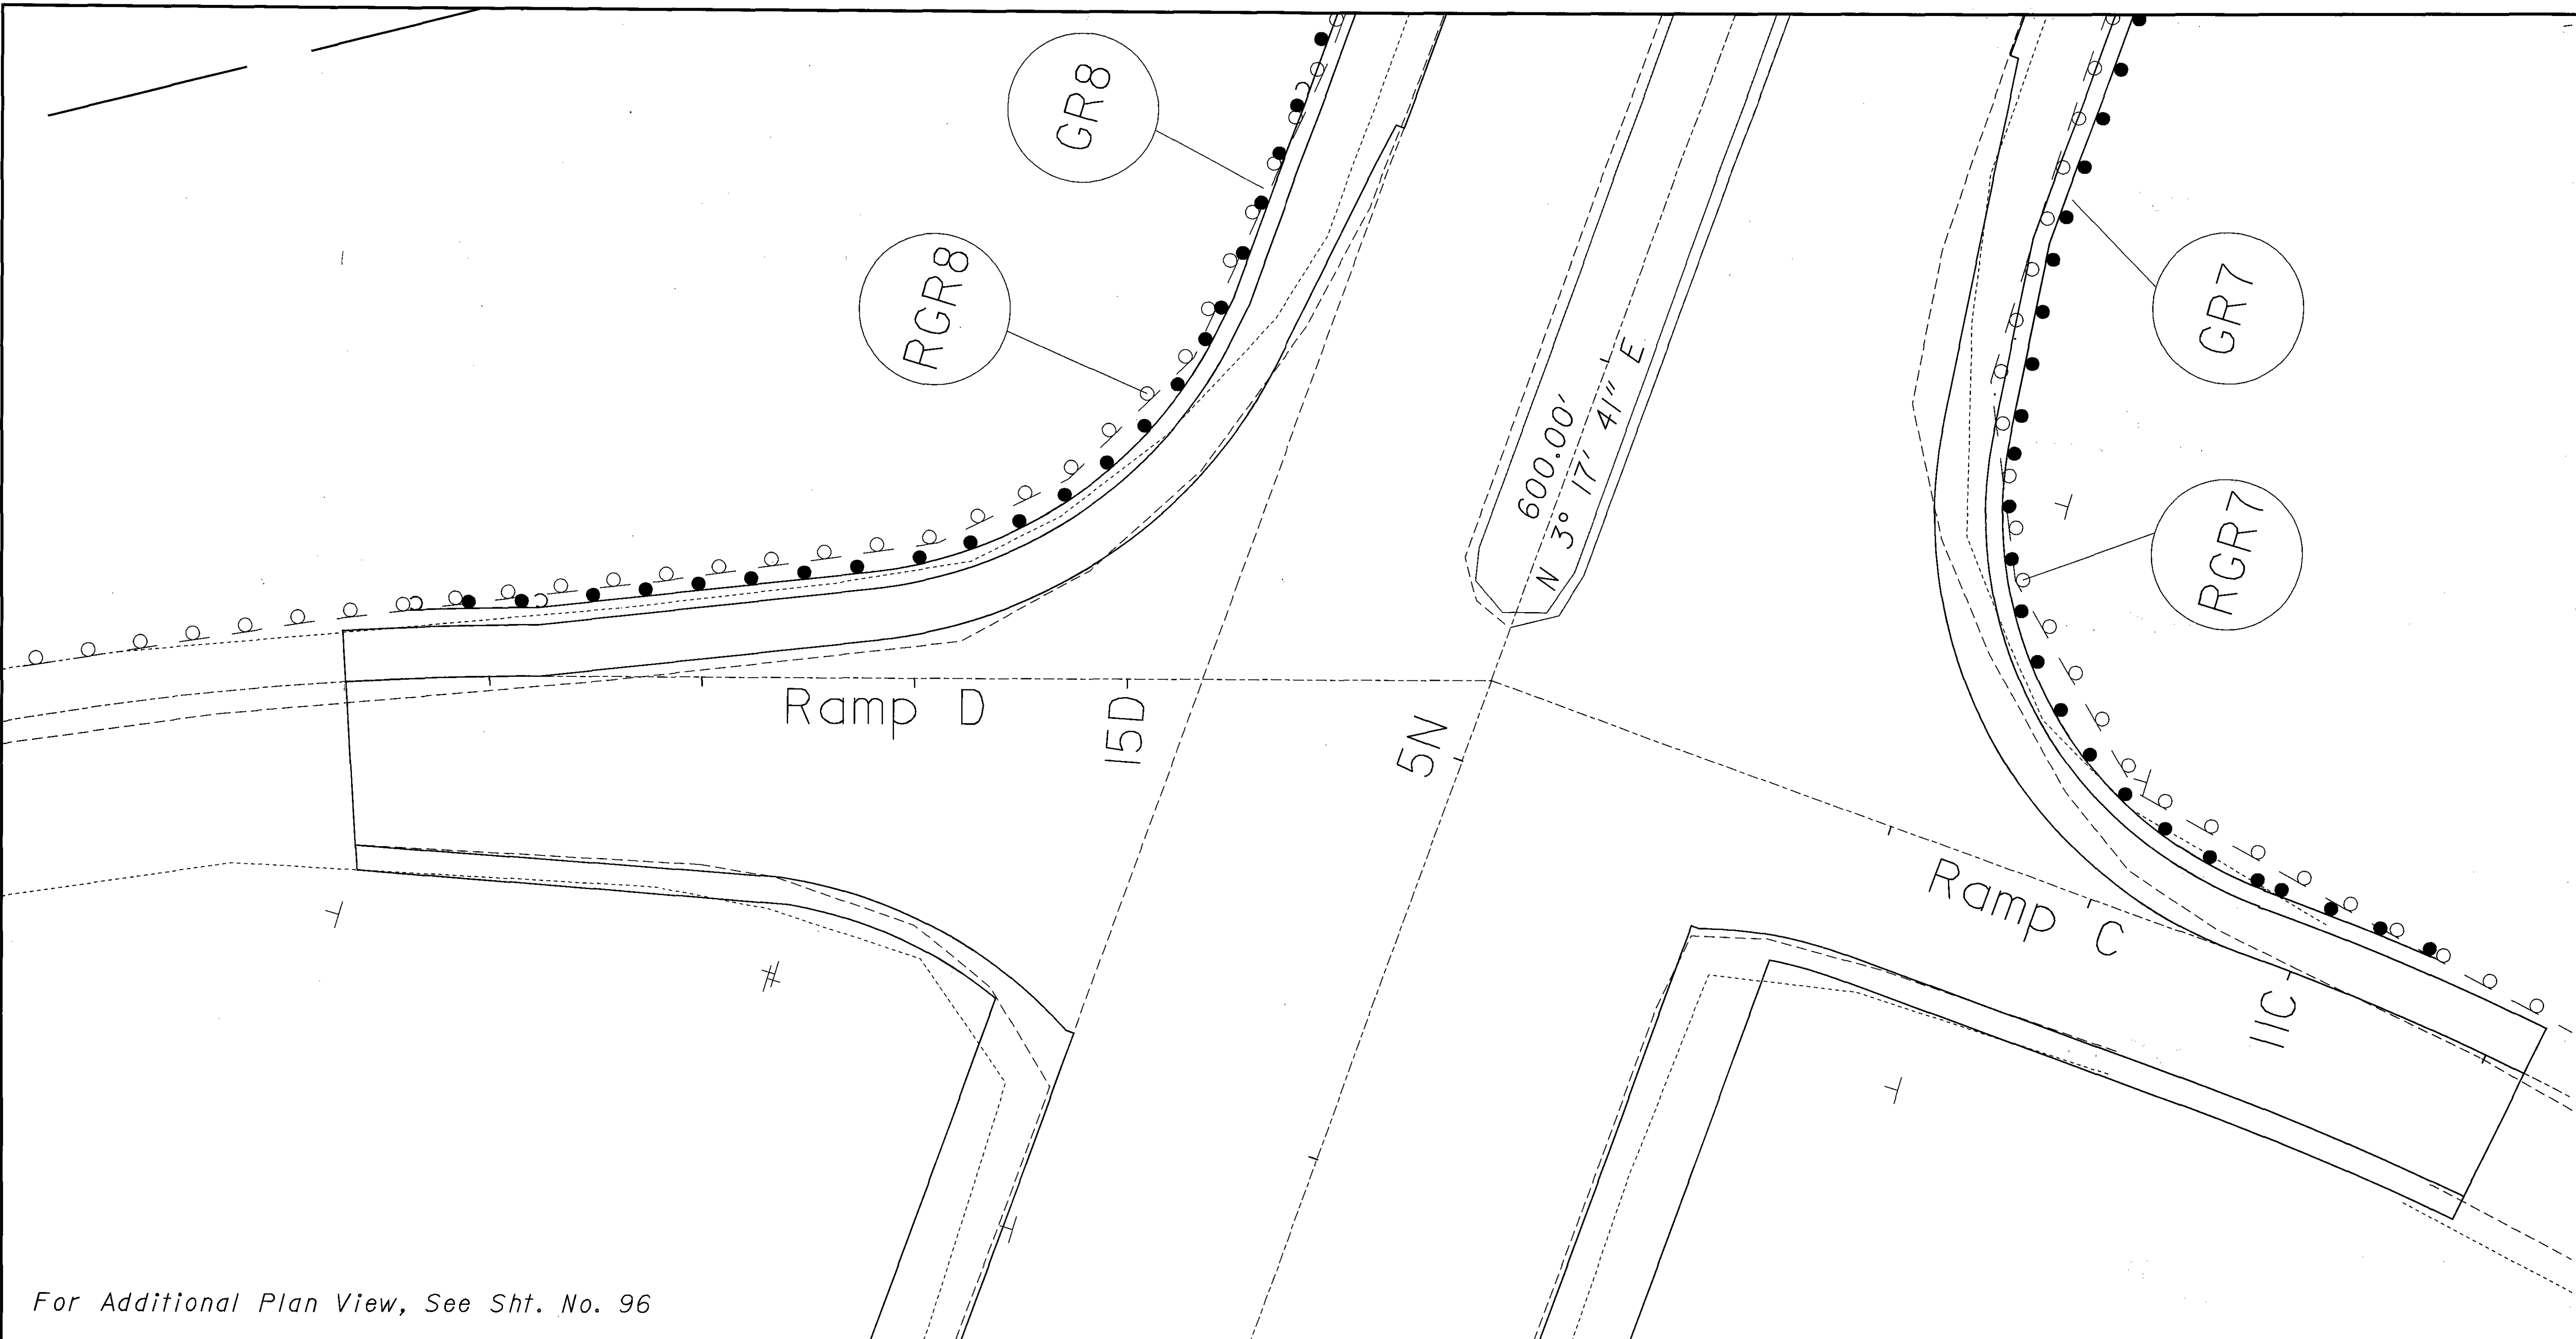 GR8
RGR8
GR7
RGR7
600.00'
N 3° 17' 41" E
Ramp D
15D
5N
Ramp C
11C
For Additional Plan View, See Sht. No. 96